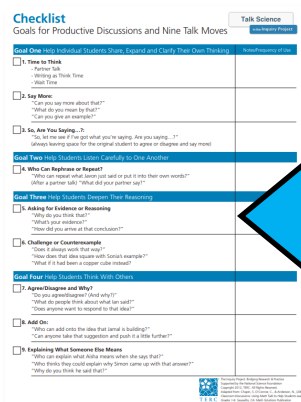 Checklist
Goals for Productive Discussions and Nine Talk Moves
Talk Science
Inquiry Project
Goal One Help Individual Students Share, Expand and Clarify Their Own Thinking
Notes/Frequency of Use
1. Time to Think
- Partner Talk
- Writing as Think Time
- Wait Time
2. Say More:
"Can you say more about that?"
"What do you mean by that?"
"Can you give an example?"
3. So, Are You Saying…?:
"So, let me see if I've got what you're saying. Are you saying…?"
(always leaving space for the original student to agree or disagree and say more)
Goal Two Help Students Listen Carefully to One Another
4. Who Can Rephrase or Repeat?
"Who can repeat what Javon just said or put it into their own words?"
(After a partner talk) "What did your partner say?"
Goal Three Help Students Deepen Their Reasoning
5. Asking for Evidence or Reasoning
"Why do you think that?"
"What's your evidence?"
"How did you arrive at that conclusion?"
6. Challenge or Counterexample
"Does it always work that way?"
"How does that idea square with Sonia's example?"
"What if it had been a copper cube instead?"
Goal Four Help Students Think With Others
7. Agree/Disagree and Why?
"Do you agree/disagree? (And why?)"
"What do people think about what Ian said?"
"Does anyone want to respond to that idea?"
8. Add On:
"Who can add onto the idea that Jamal is building?"
"Can anyone take that suggestion and push it a little further?"
9. Explaining What Someone Else Means
"Who can explain what Aisha means when she says that?"
"Who thinks they could explain why Simon came up with that answer?"
"Why do you think he said that?"
TERC
The Inquiry Project: Bridging Research & Practice
Supported by the National Science Foundation